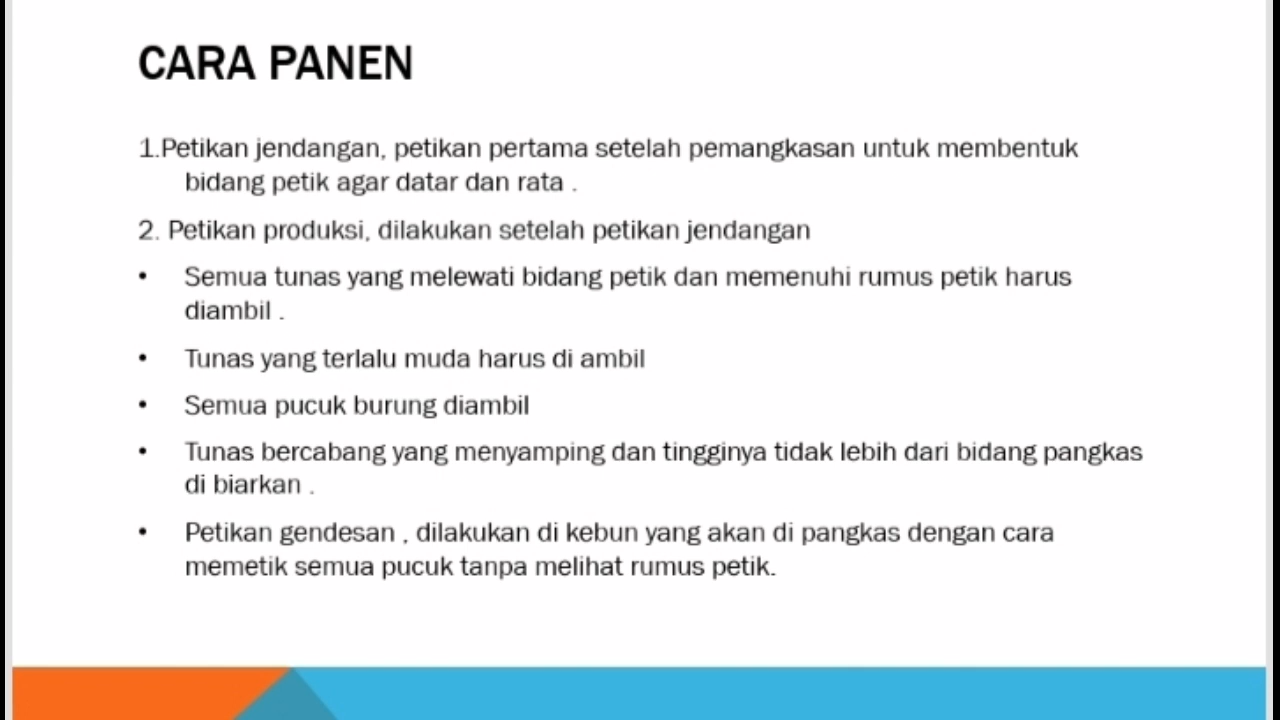 CARA PANEN
1.Petikan jendangan, petikan pertama setelah pemangkasan untuk membentuk
bidang petik agar datar dan rata .
2. Petikan produksi, dilakukan setelah petikan jendangan
• Semua tunas yang melewati bidang petik dan memenuhi rumus petik harus
diambil .
• Tunas yang terlalu muda harus di ambil
• Semua pucuk burung diambil
• Tunas bercabang yang menyamping dan tingginya tidak lebih dari bidang pangkas
di biarkan .
• Petikan gendesan , dilakukan di kebun yang akan di pangkas dengan cara
memetik semua pucuk tanpa melihat rumus petik.